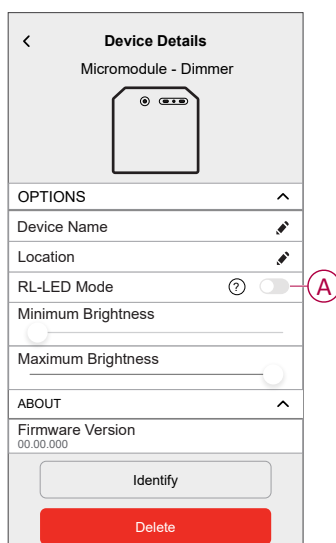 Device Details
Micromodule - Dimmer
OPTIONS
Device Name
Location
RL-LED Mode ? A
Minimum Brightness
Maximum Brightness
ABOUT
Firmware Version
00.00.000
Identify
Delete